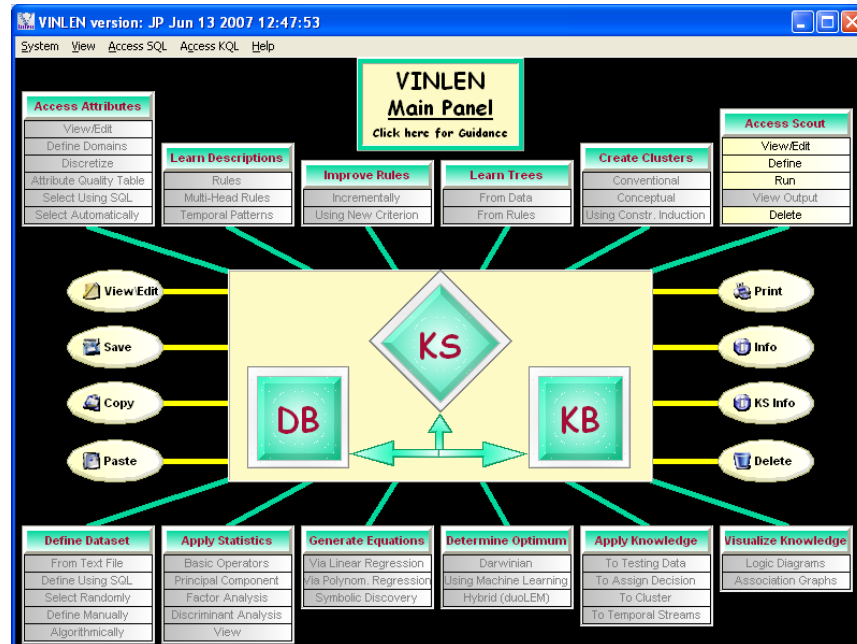 VINLEN version: JP Jun 13 2007 12:47:53
System View Access SQL Access KQL Help
VINLEN
Main Panel
Click here for Guidance
Access Attributes
View/Edit
Define Domains
Discretize
Attribute Quality Table
Select Using SQL
Select Automatically
Learn Descriptions
Rules
Multi-Head Rules
Temporal Patterns
Improve Rules
Incrementally
Using New Criterion
Learn Trees
From Data
From Rules
Create Clusters
Conventional
Conceptual
Using Constr. Induction
Access Scout
View/Edit
Define
Run
View Output
Delete
View\Edit
Save
Copy
Paste
KS
DB
KB
Print
Info
KS Info
Delete
Define Dataset
From Text File
Define Using SQL
Select Randomly
Define Manually
Algorithmically
Apply Statistics
Basic Operators
Principal Component
Factor Analysis
Discriminant Analysis
View
Generate Equations
Via Linear Regression
Via Polynom. Regression
Symbolic Discovery
Determine Optimum
Darwinian
Using Machine Learning
Hybrid (duoLEM)
Apply Knowledge
To Testing Data
To Assign Decision
To Cluster
To Temporal Streams
Visualize Knowledge
Logic Diagrams
Association Graphs